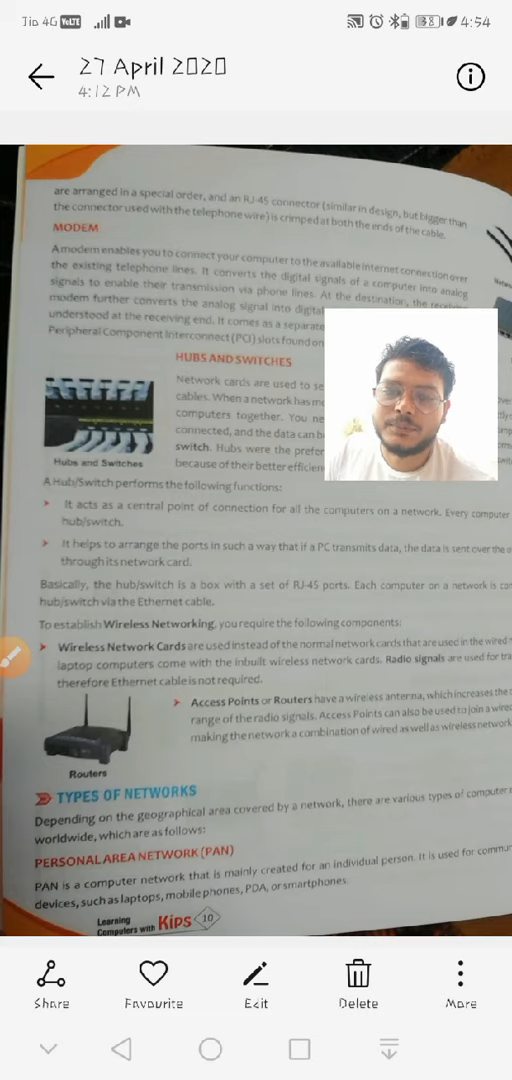 Jio 4G VoLTE 38 4:54
27 April 2020
4:12 PM
are arranged in a special order, and an RJ-45 connector (similar in design, but bigger than
the connector used with the telephone wire) is crimped at both the ends of the cable.
MODEM
A modem enables you to connect your computer to the available Internet connection over
the existing telephone lines. It converts the digital signals of a computer into analog
signals to enable their transmission via phone lines. At the destination, the receiving
modem further converts the analog signal into digital
understood at the receiving end. It comes as a separate
Peripheral Component Interconnect (PCI) slots found on
HUBS AND SWITCHES
Network cards are used to
cables. When a network has
computers together. You
connected, and the data can
switch. Hubs were the
because of their better
Hubs and Switches
A Hub/Switch performs the following functions:
➤ It acts as a central point of connection for all the computers on a network. Every computer
hub/switch.
➤ It helps to arrange the ports in such a way that if a PC transmits data, the data is sent over the
through its network card.
Basically, the hub/switch is a box with a set of RJ-45 ports. Each computer on a network is
hub/switch via the Ethernet cable.
To establish Wireless Networking, you require the following components:
➤ Wireless Network Cards are used instead of the normal network cards that are used in the wired
laptop computers come with the inbuilt wireless network cards. Radio signals are used for
therefore Ethernet cable is not required.
➤ Access Points or Routers have a wireless antenna, which increases the
range of the radio signals. Access Points can also be used to join a
making the network a combination of wired as well as wireless
Routers
TYPES OF NETWORKS
Depending on the geographical area covered by a network, there are various types of computer
worldwide, which are as follows:
PERSONAL AREA NETWORK (PAN)
PAN is a computer network that is mainly created for an individual person. It is used for
devices, such as laptops, mobile phones, PDA, or smartphones.
Learning
Computers with Kips 10
Share Favourite Edit Delete More